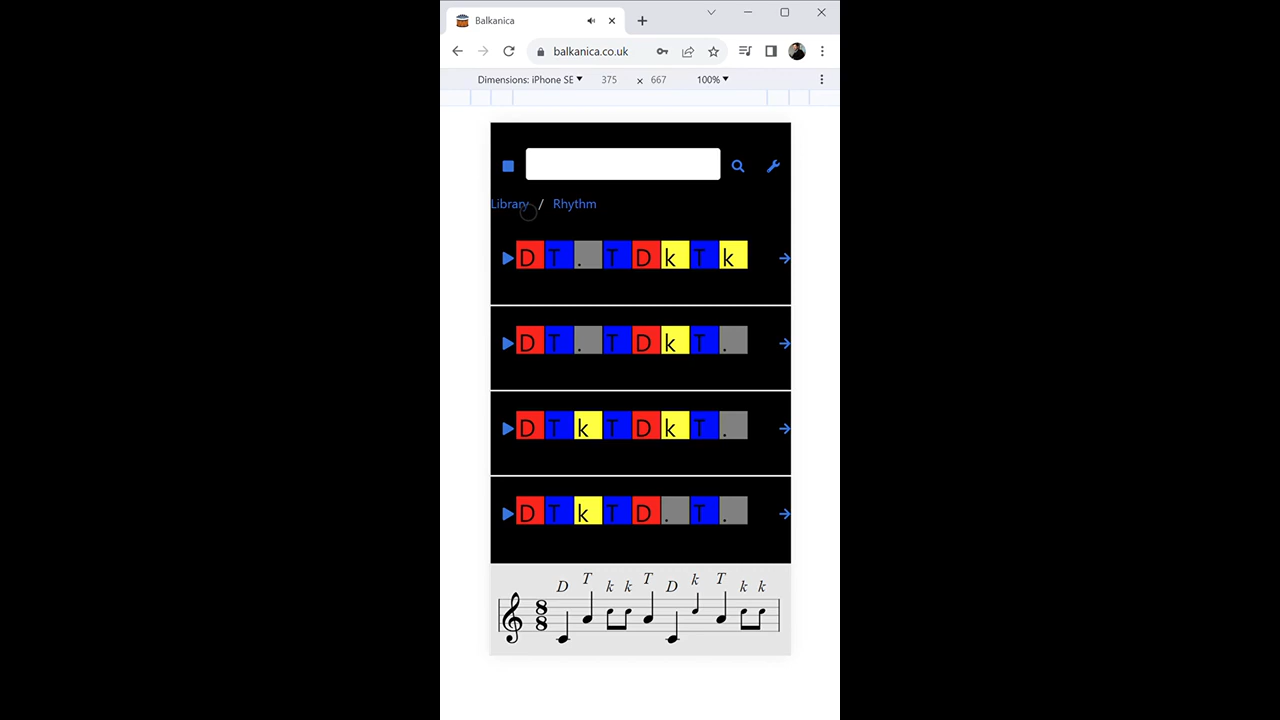 Balkanica
balkanica.co.uk
Dimensions: iPhone SE 375 x 667 100%
Library / Rhythm
D T . T D k T k
D T . T D k T .
D T k T D k T .
D T k T D . T .
D T k k T D k T k k
8
8